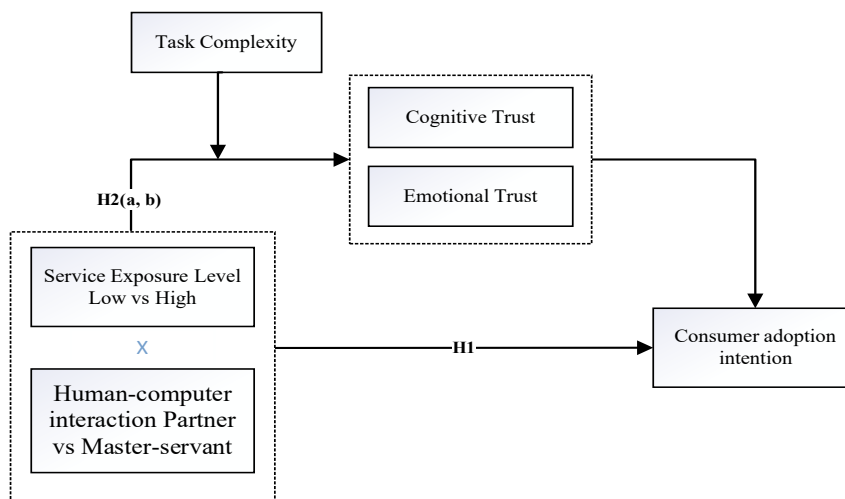 Task Complexity
Cognitive Trust
Emotional Trust
H2(a, b)
Service Exposure Level
Low vs High
X
Human-computer
interaction Partner
vs Master-servant
H1
Consumer adoption
intention